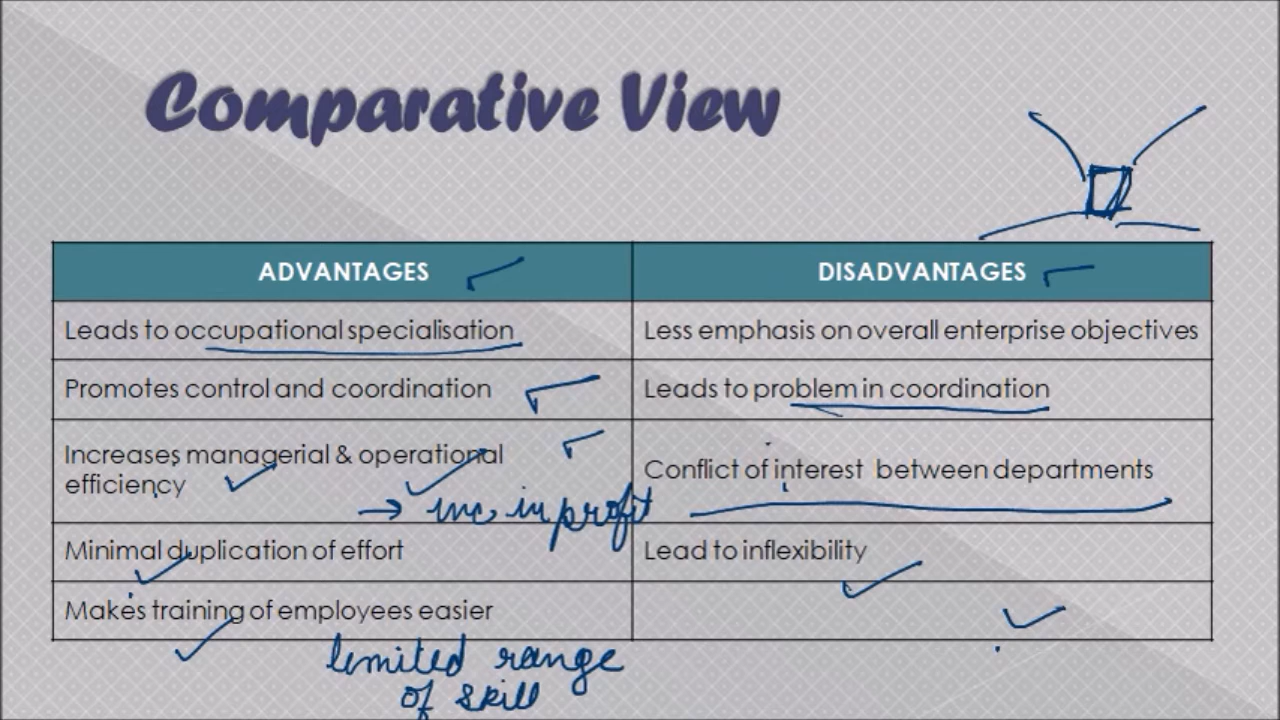 Comparative View
ADVANTAGES
DISADVANTAGES
Leads to occupational specialisation
Less emphasis on overall enterprise objectives
Promotes control and coordination
Leads to problem in coordination
Increases managerial & operational
efficiency
Conflict of interest between departments
→ inc in profit
Minimal duplication of effort
Lead to inflexibility
Makes training of employees easier
limited range
of skill